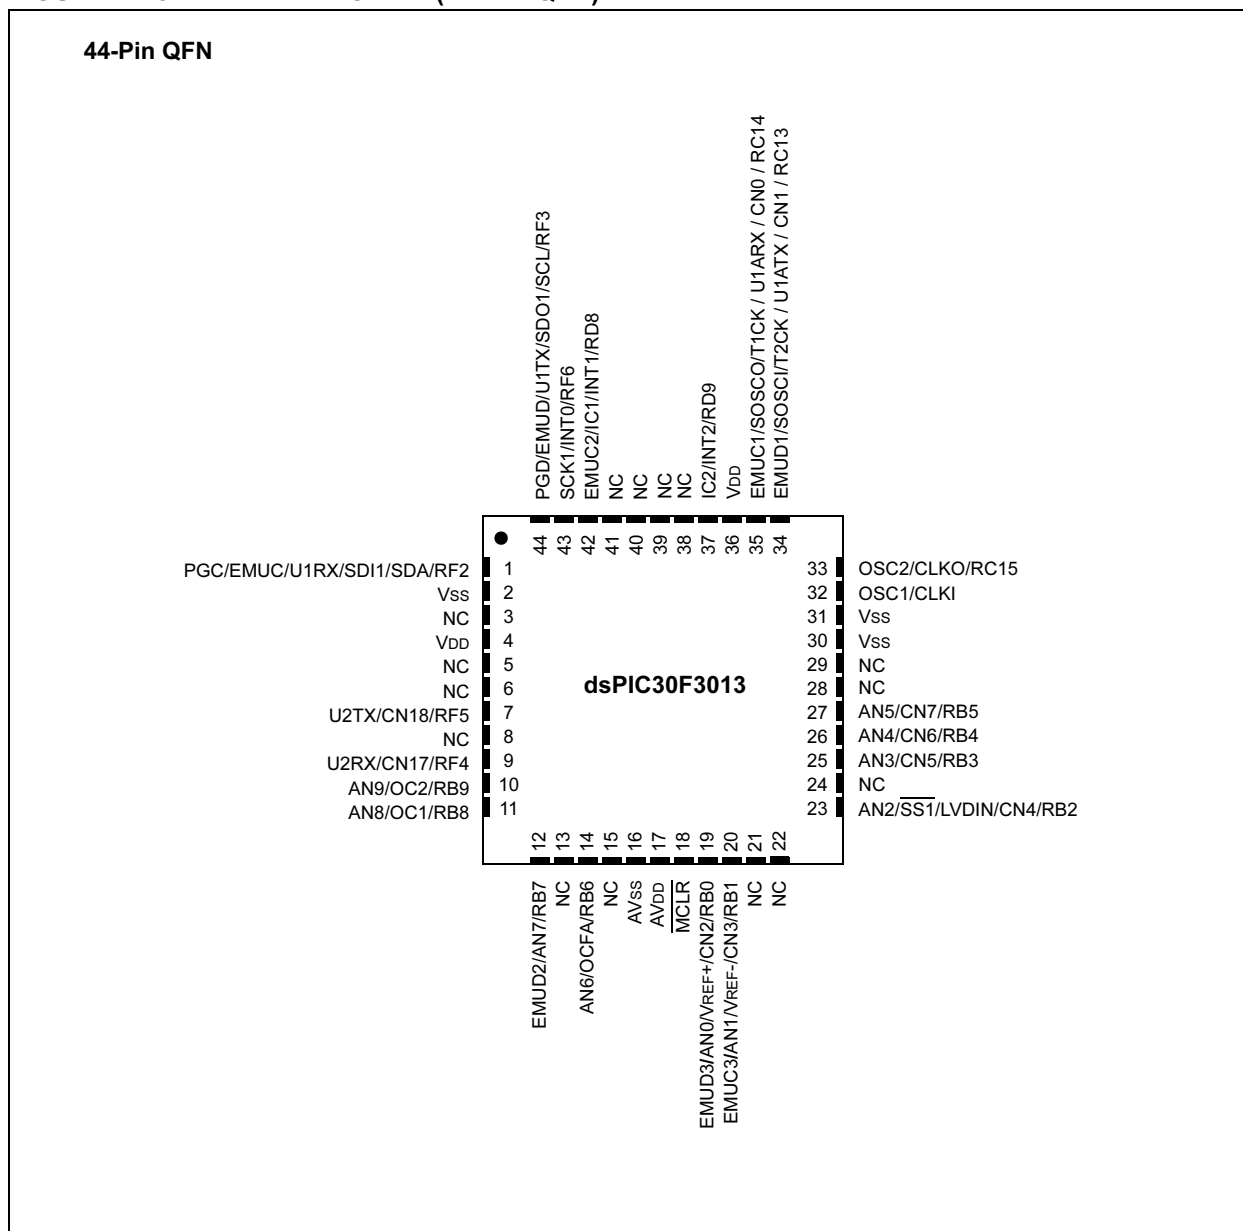 44-Pin QFN
PGD/EMUD/U1TX/SDO1/SCL/RF3
SCK1/INT0/RF6
EMUC2/IC1/INT1/RD8
NC
NC
NC
NC
IC2/INT2/RD9
VDD
EMUC1/SOSCO/T1CK / U1ARX / CN0 / RC14
EMUD1/SOSCI/T2CK / U1ATX / CN1 / RC13
44 43 42 41 40 39 38 37 36 35 34
PGC/EMUC/U1RX/SDI1/SDA/RF2 1
VSS 2
NC 3
VDD 4
NC 5
NC 6
U2TX/CN18/RF5 7
NC 8
U2RX/CN17/RF4 9
AN9/OC2/RB9 10
AN8/OC1/RB8 11
dsPIC30F3013
33 OSC2/CLKO/RC15
32 OSC1/CLKI
31 VSS
30 VSS
29 NC
28 NC
27 AN5/CN7/RB5
26 AN4/CN6/RB4
25 AN3/CN5/RB3
24 NC
23 AN2/SS1/LVDIN/CN4/RB2
12 13 14 15 16 17 18 19 20 21 22
EMUD2/AN7/RB7
NC
AN6/OCFA/RB6
NC
AVSS
AVDD
MCLR
EMUD3/AN0/VREF+/CN2/RB0
EMUC3/AN1/VREF-/CN3/RB1
NC
NC